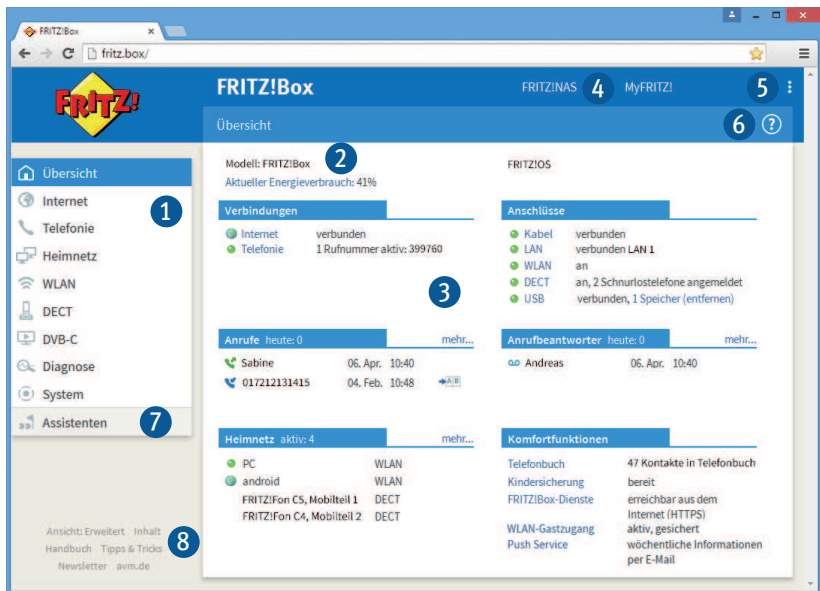 FRITZ!Box
fritz.box/
FRITZ!
FRITZ!Box
FRITZ!NAS 4 MyFRITZ! 5
Übersicht 6 ?
Übersicht
Internet
1
Telefonie
Heimnetz
WLAN
DECT
DVB-C
Diagnose
System
Assistenten 7
Ansicht: Erweitert Inhalt
Handbuch Tipps & Tricks 8
Newsletter avm.de
Modell: FRITZ!Box 2 FRITZ!OS
Aktueller Energieverbrauch: 41%
Verbindungen
Internet verbunden
Telefonie 1 Rufnummer aktiv: 399760
3
Anschlüsse
Kabel verbunden
LAN verbunden LAN 1
WLAN an
DECT an, 2 Schnurlostelefone angemeldet
USB verbunden, 1 Speicher (entfernen)
Anrufe heute: 0 mehr...
Sabine 06. Apr. 10:40
017212131415 04. Feb. 10:48 A B
Anrufbeantworter heute: 0 mehr...
Andreas 06. Apr. 10:40
Heimnetz aktiv: 4 mehr...
PC WLAN
android WLAN
FRITZ!Fon C5, Mobilteil 1 DECT
FRITZ!Fon C4, Mobilteil 2 DECT
Komfortfunktionen
Telefonbuch 47 Kontakte in Telefonbuch
Kindersicherung bereit
FRITZ!Box-Dienste erreichbar aus dem
Internet (HTTPS)
WLAN-Gastzugang aktiv, gesichert
Push Service wöchentliche Informationen
per E-Mail